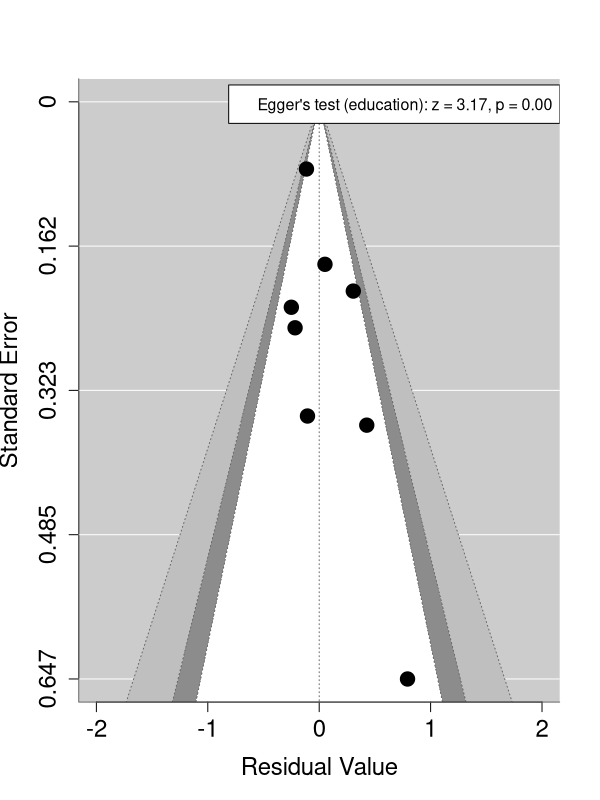 Egger's test (education): z = 3.17, p = 0.00
0
0.162
0.323
0.485
0.647
Standard Error
-2 -1 0 1 2
Residual Value